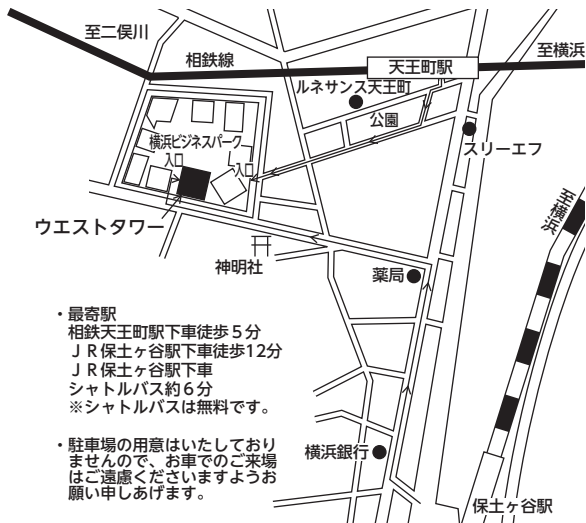 至二俣川
相鉄線
天王町駅
至横浜
ルネサンス天王町
公園
横浜ビジネスパーク
入口
入口
スリーエフ
ウエストタワー
神明社
至横浜
薬局
・最寄駅
相鉄天王町駅下車徒歩５分
ＪＲ保土ヶ谷駅下車徒歩12分
ＪＲ保土ヶ谷駅下車
シャトルバス約６分
※シャトルバスは無料です。
・駐車場の用意はいたしており
ませんので、お車でのご来場
はご遠慮くださいますようお
願い申しあげます。
横浜銀行
保土ヶ谷駅